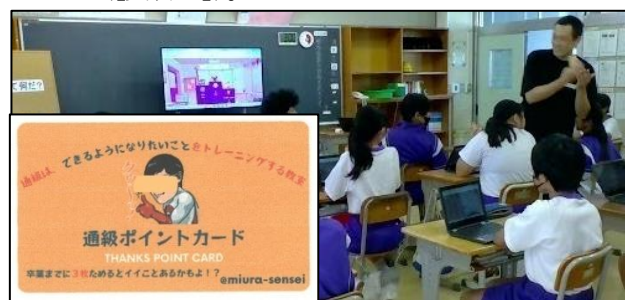 て何だ?
通級は、できるようになりたいことをトレーニングする教室
通級ポイントカード
THANKS POINT CARD
卒業までに3枚ためるとイイことあるかもよ!?
@miura-sensei